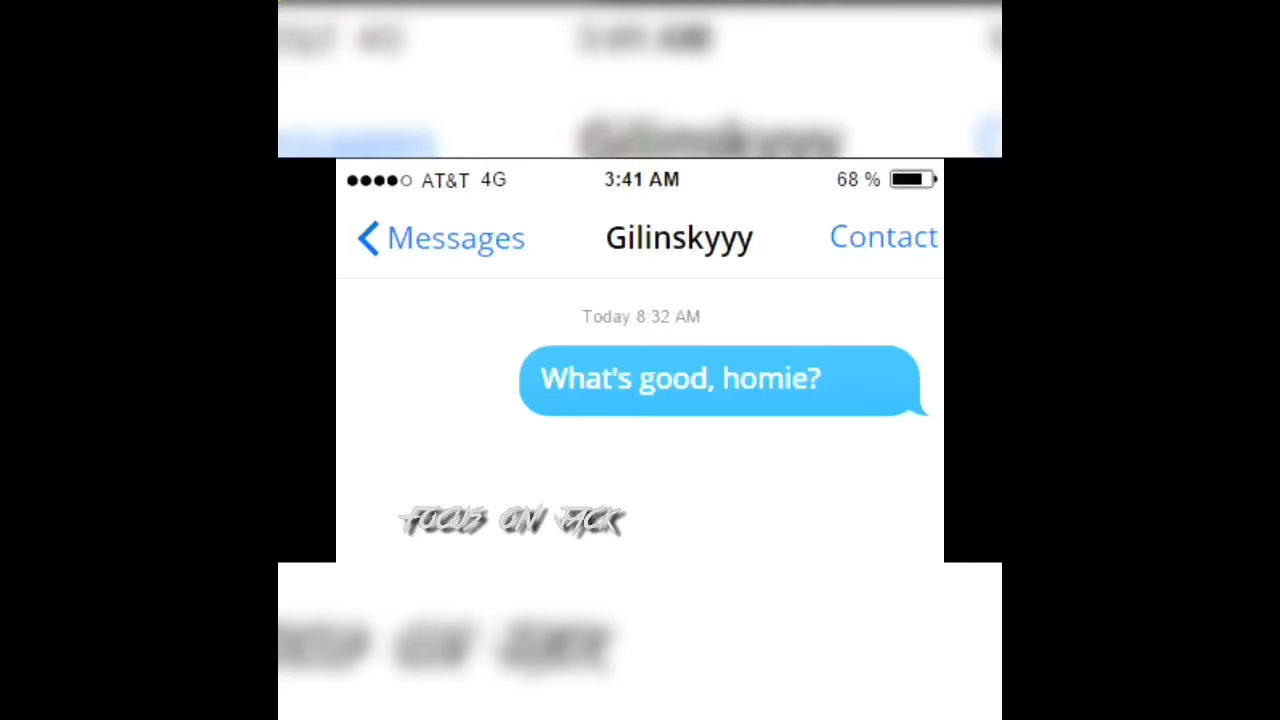 AT&T 4G 3:41 AM 68 %
Messages Gilinskyyy Contact
Today 8:32 AM
What's good, homie?
FOCUS ON JACK